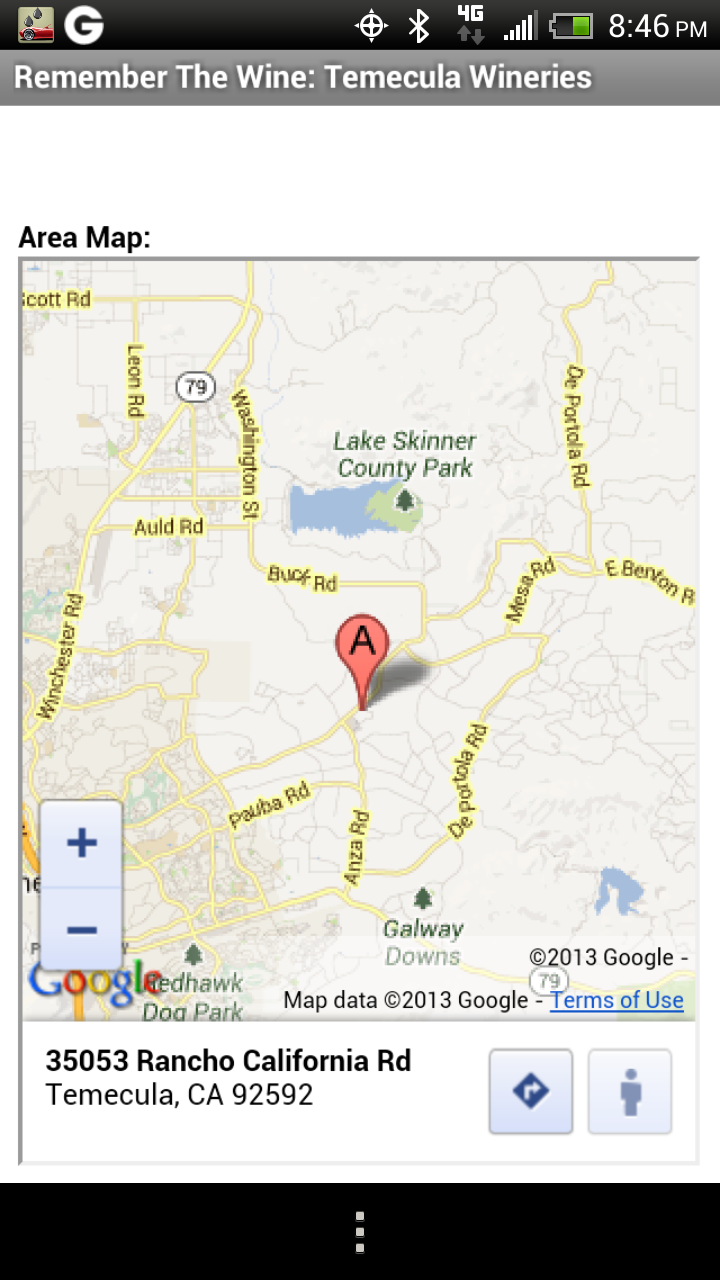 G
4G
8:46 PM
Remember The Wine: Temecula Wineries
Area Map:
Scott Rd
Leon Rd
79
Washington St
De Portola Rd
Lake Skinner
County Park
Auld Rd
Buck Rd
Mesa Rd
E Benton R
Winchester Rd
A
De Portola Rd
Pauba Rd
Anza Rd
+
−
Galway
Downs
©2013 Google -
79
Google
Redhawk
Dog Park
Map data ©2013 Google - Terms of Use
35053 Rancho California Rd
Temecula, CA 92592